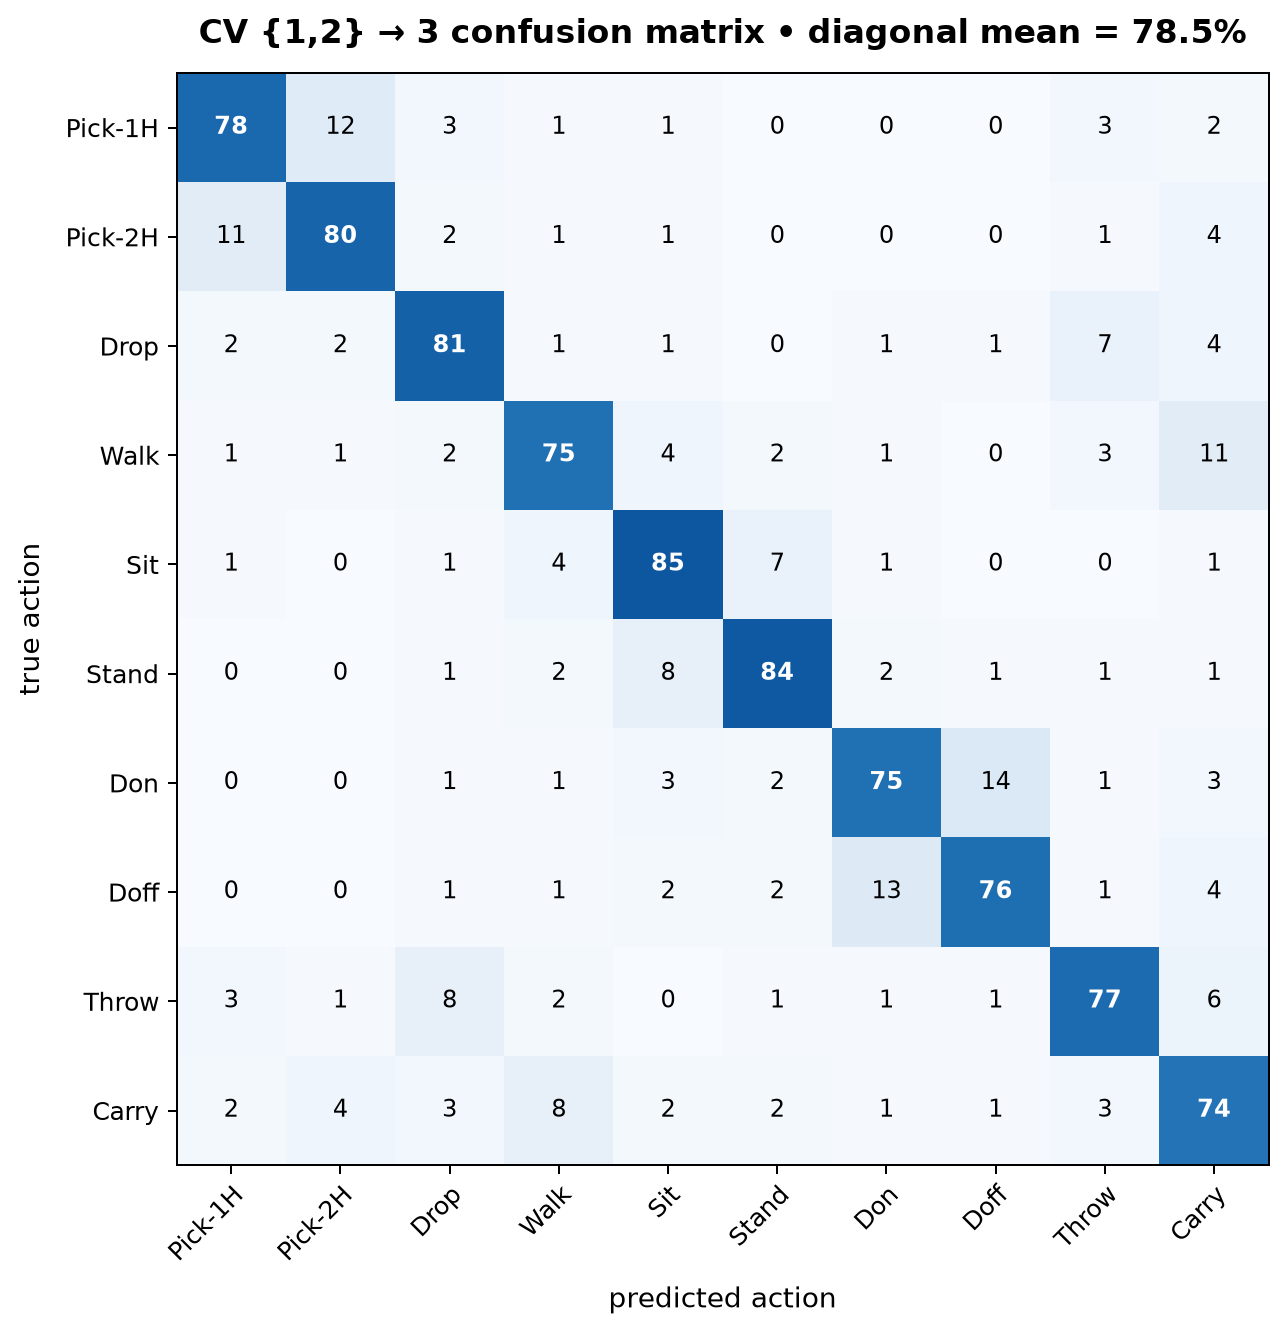 CV {1,2} → 3 confusion matrix • diagonal mean = 78.5%
true action
Pick-1H 78 12 3 1 1 0 0 0 3 2
Pick-2H 11 80 2 1 1 0 0 0 1 4
Drop 2 2 81 1 1 0 1 1 7 4
Walk 1 1 2 75 4 2 1 0 3 11
Sit 1 0 1 4 85 7 1 0 0 1
Stand 0 0 1 2 8 84 2 1 1 1
Don 0 0 1 1 3 2 75 14 1 3
Doff 0 0 1 1 2 2 13 76 1 4
Throw 3 1 8 2 0 1 1 1 77 6
Carry 2 4 3 8 2 2 1 1 3 74
Pick-1H Pick-2H Drop Walk Sit Stand Don Doff Throw Carry
predicted action